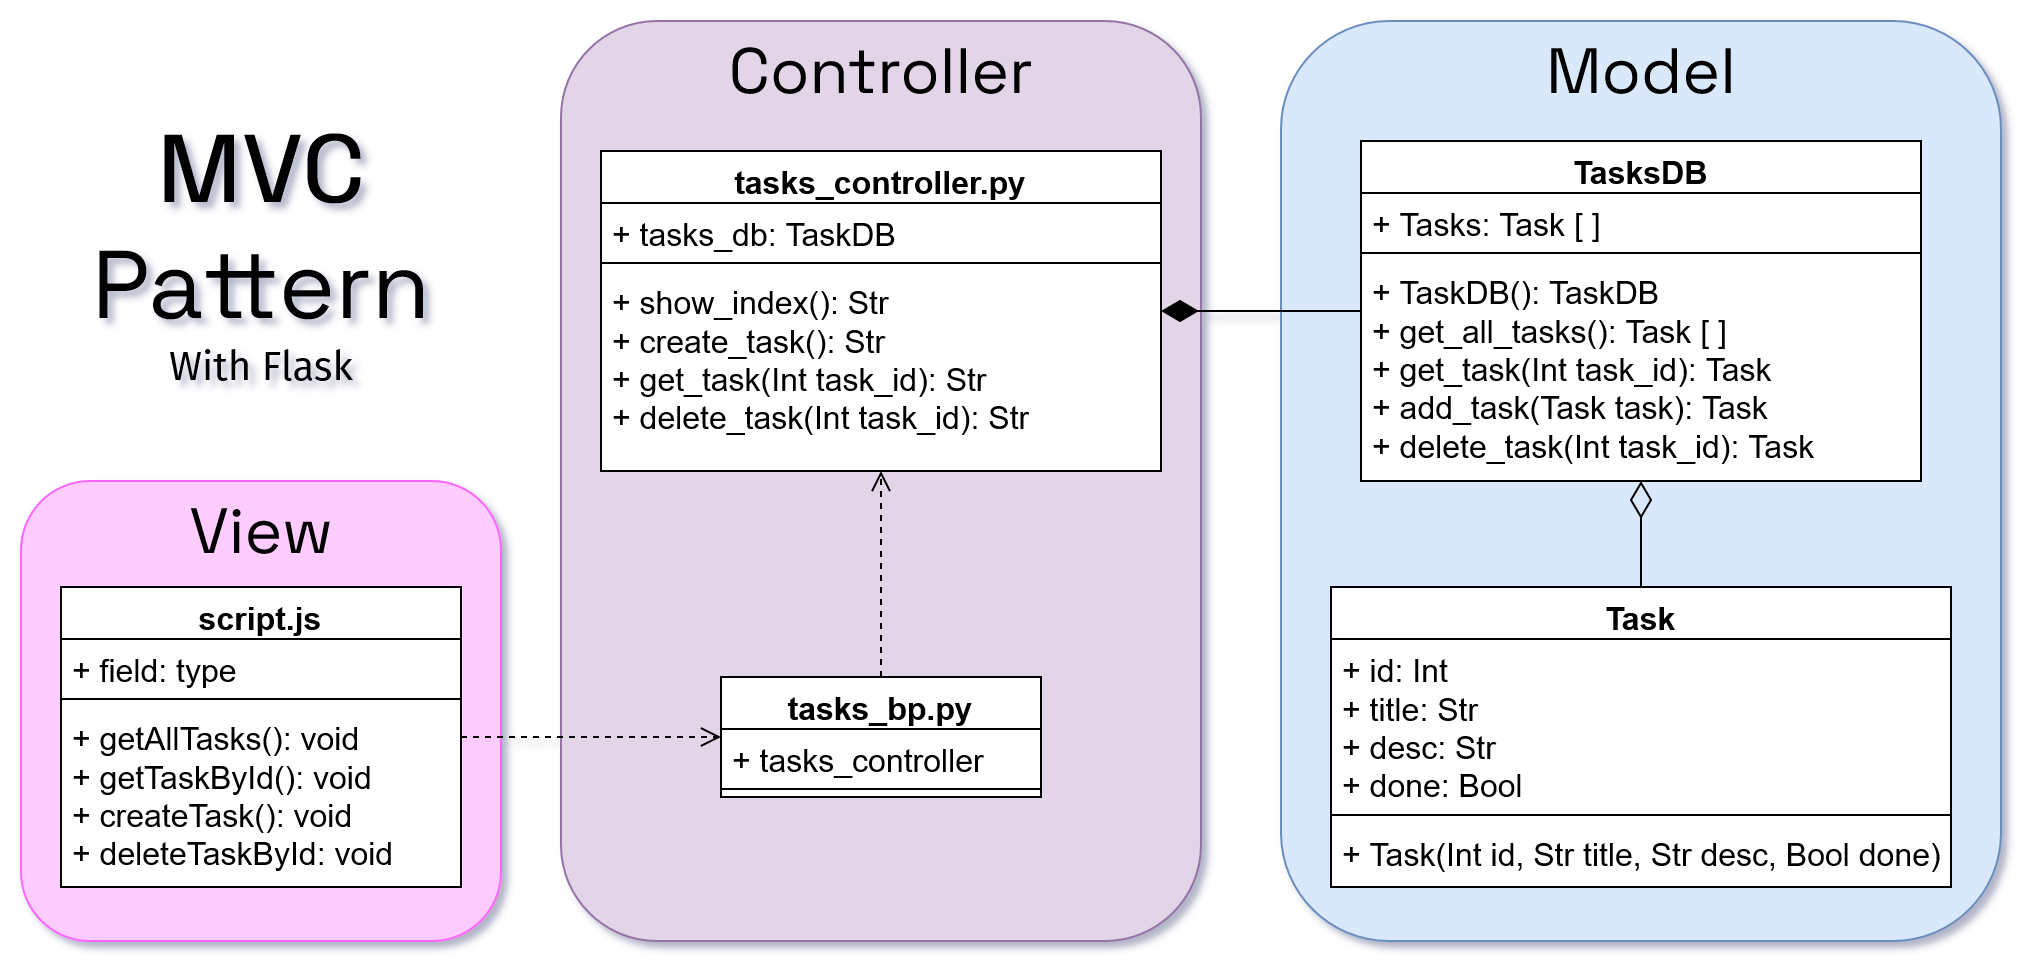 MVC
Pattern
With Flask
View
script.js
+ field: type
+ getAllTasks(): void
+ getTaskById(): void
+ createTask(): void
+ deleteTaskById: void
Controller
tasks_controller.py
+ tasks_db: TaskDB
+ show_index(): Str
+ create_task(): Str
+ get_task(Int task_id): Str
+ delete_task(Int task_id): Str
tasks_bp.py
+ tasks_controller
Model
TasksDB
+ Tasks: Task [ ]
+ TaskDB(): TaskDB
+ get_all_tasks(): Task [ ]
+ get_task(Int task_id): Task
+ add_task(Task task): Task
+ delete_task(Int task_id): Task
Task
+ id: Int
+ title: Str
+ desc: Str
+ done: Bool
+ Task(Int id, Str title, Str desc, Bool done)